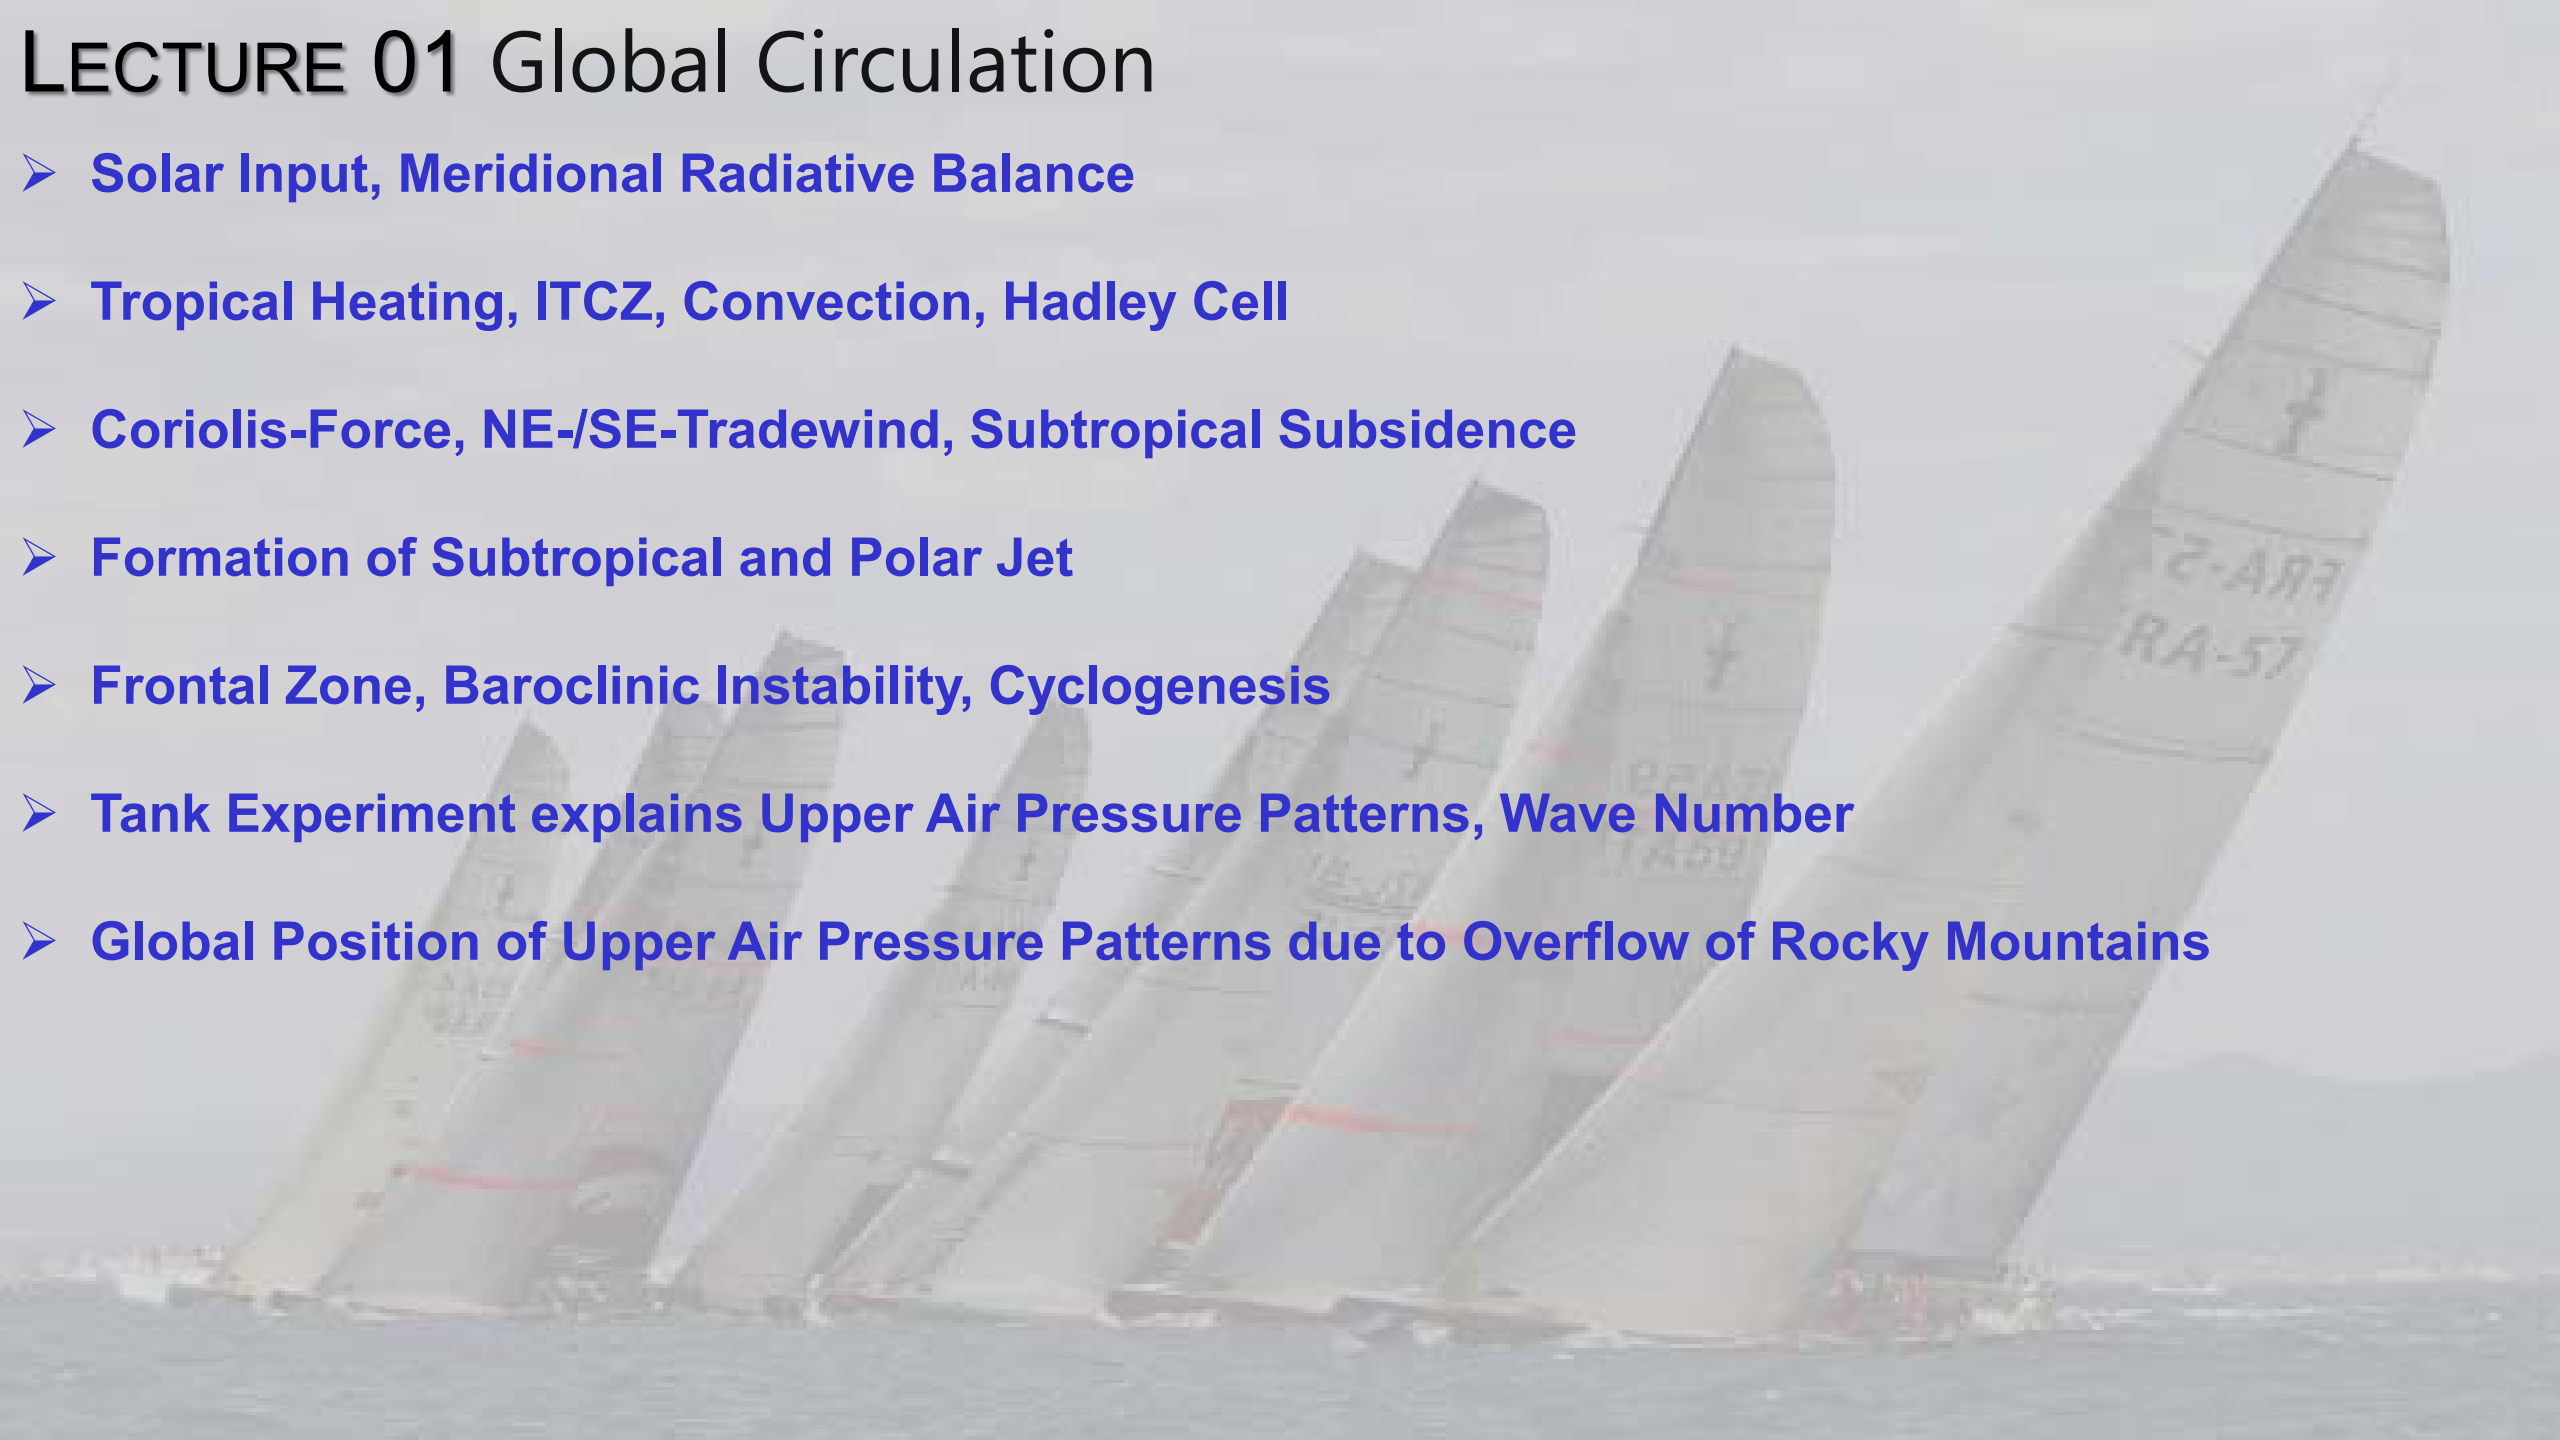 LECTURE 01 Global Circulation
➢ Solar Input, Meridional Radiative Balance
➢ Tropical Heating, ITCZ, Convection, Hadley Cell
➢ Coriolis-Force, NE-/SE-Tradewind, Subtropical Subsidence
➢ Formation of Subtropical and Polar Jet
➢ Frontal Zone, Baroclinic Instability, Cyclogenesis
➢ Tank Experiment explains Upper Air Pressure Patterns, Wave Number
➢ Global Position of Upper Air Pressure Patterns due to Overflow of Rocky Mountains
RA-57